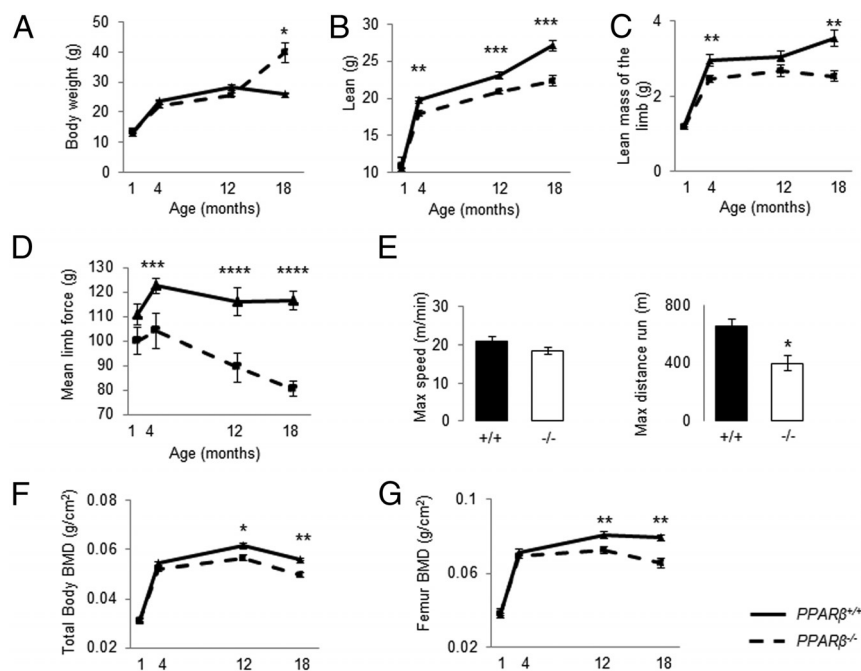 A
Body weight (g)
50
40
30
20
10
0
*
1 4 12 18
Age (months)
B
Lean (g)
30
25
20
15
10
** *** ***
1 4 12 18
Age (months)
C
Lean mass of the
limb (g)
4
2
0
** **
1 4 12 18
Age (months)
D
Mean limb force (g)
130
120
110
100
90
80
70
*** **** ****
1 4 12 18
Age (months)
E
Max speed (m/min)
30
20
10
0
+/+ -/-
Max distance run (m)
800
400
0
*
+/+ -/-
F
Total Body BMD (g/cm²)
0.08
0.06
0.04
0.02
* **
1 4 12 18
G
Femur BMD (g/cm²)
0.1
0.06
0.02
** **
1 4 12 18
PPARβ+/+
PPARβ-/-